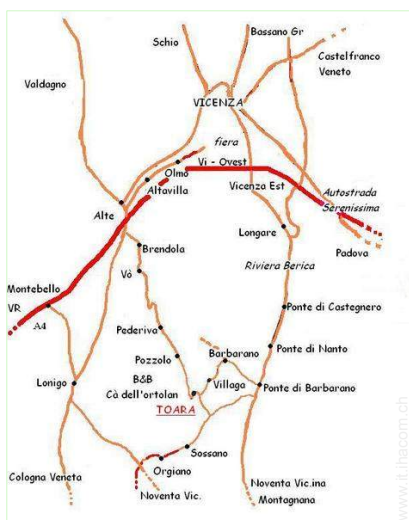 Bassano Gr
Schio
Castelfranco
Veneto
Valdagno
VICENZA
fiera
Olmo
Vi - Ovest
Altavilla
Vicenza Est
Autostrada
Serenissima
Alte
Longare
Padova
Brendola
Riviera Berica
Vò
Montebello
VR
A4
Ponte di Castegnero
Pederiva
Ponte di Nanto
Pozzolo
Barbarano
B&B
Cà dell'ortolan
Villaga
Ponte di Barbarano
Lonigo
TOARA
Sossano
Orgiano
Cologna Veneta
Noventa Vic.
Noventa Vic.ina
Montagnana
www.it.ihacom.ch